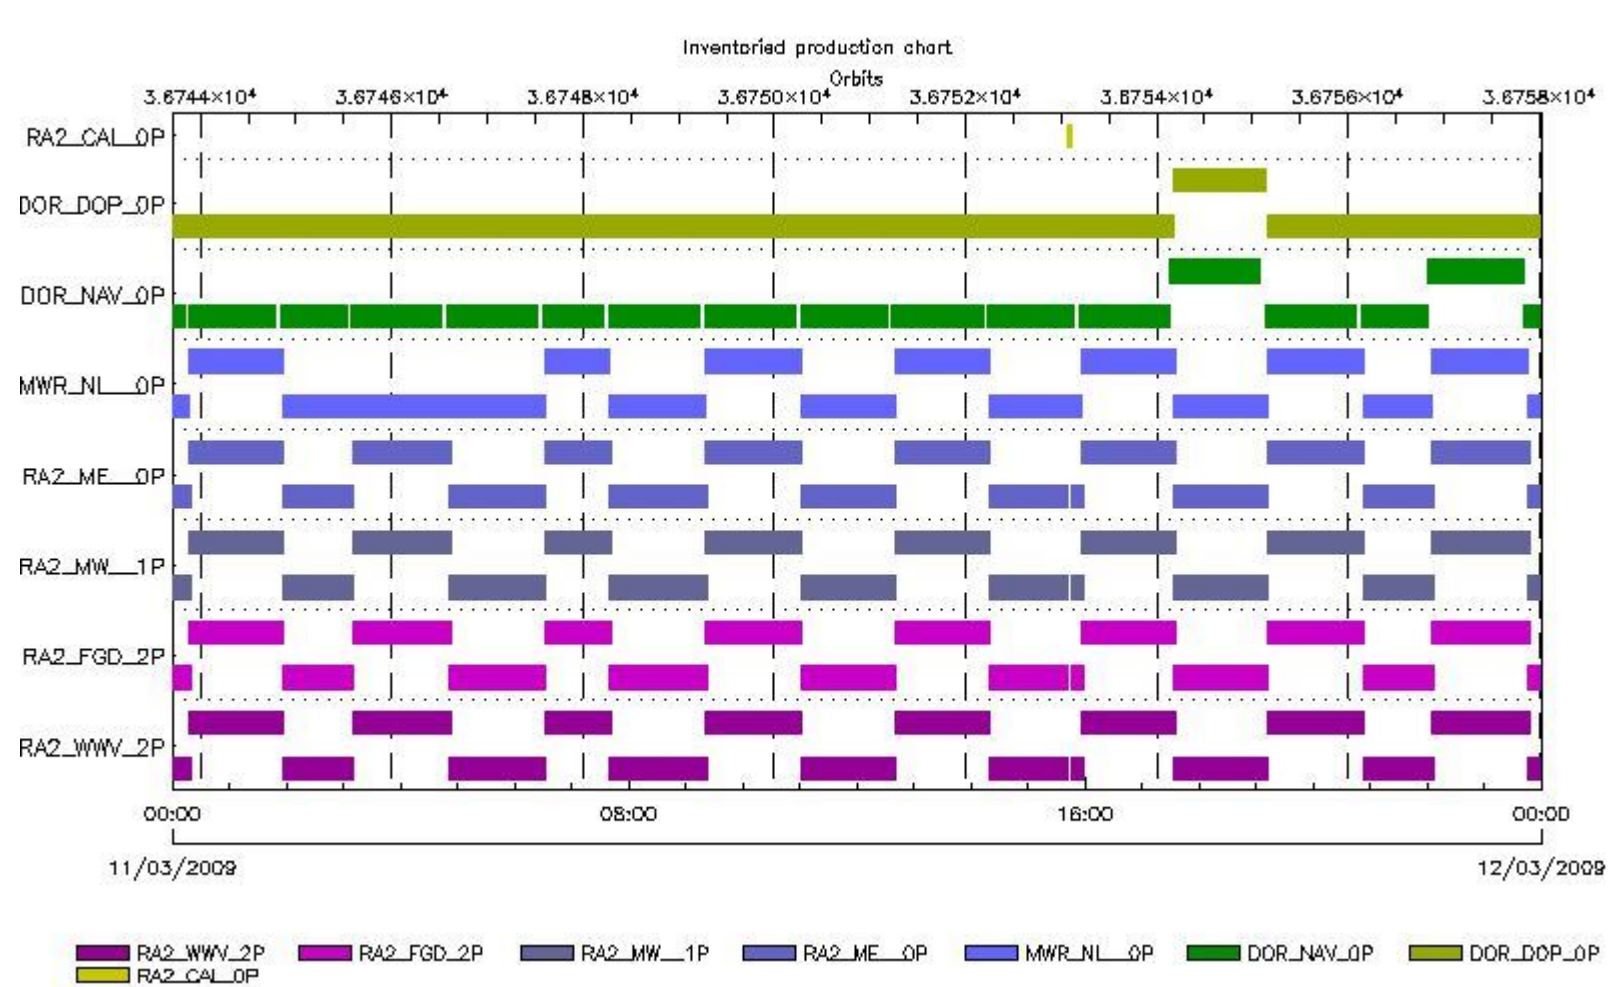 Inventoried production chart
Orbits
3.6744×10⁴ 3.6746×10⁴ 3.6748×10⁴ 3.6750×10⁴ 3.6752×10⁴ 3.6754×10⁴ 3.6756×10⁴ 3.6758×10⁴
RA2_CAL_0P
DOR_DOP_0P
DOR_NAV_0P
MWR_NL__0P
RA2_ME__0P
RA2_MW__1P
RA2_FGD_2P
RA2_WWV_2P
00:00 08:00 16:00 00:00
11/03/2009 12/03/2009
RA2_WWV_2P RA2_FGD_2P RA2_MW__1P RA2_ME__0P MWR_NL__0P DOR_NAV_0P DOR_DOP_0P
RA2_CAL_0P